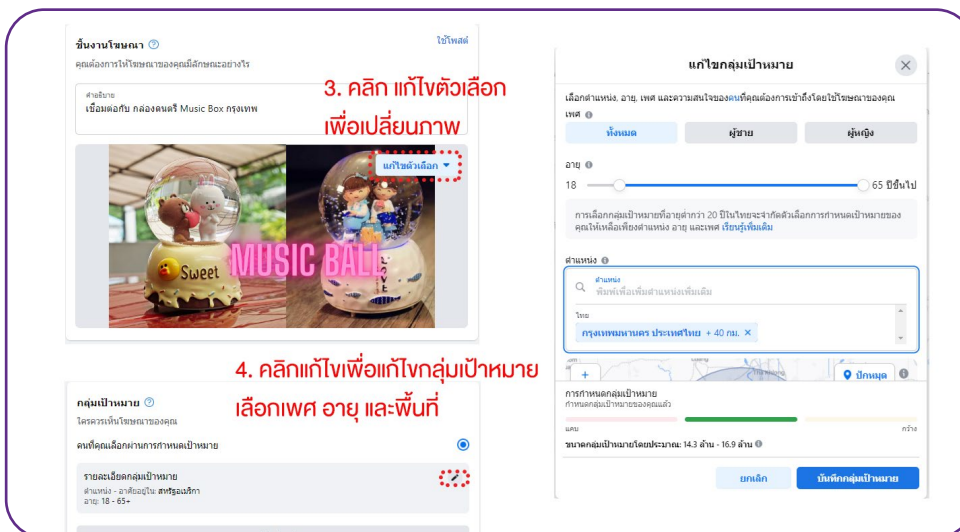 ชิ้นงานโฆษณา
ใช้โพสต์
คุณต้องการให้โฆษณาของคุณมีลักษณะอย่างไร
คำอธิบาย
เชื่อมต่อกับ กล่องดนตรี Music Box กรุงเทพ
3. คลิก แก้ไขตัวเลือก
เพื่อเปลี่ยนภาพ
แก้ไขตัวเลือก
Sweet
MUSIC BALL
LOVE
4. คลิกแก้ไขเพื่อแก้ไขกลุ่มเป้าหมาย
เลือกเพศ อายุ และพื้นที่
กลุ่มเป้าหมาย
ใครควรเห็นโฆษณาของคุณ
คนที่คุณเลือกผ่านการกำหนดเป้าหมาย
รายละเอียดกลุ่มเป้าหมาย
ตำแหน่ง - อาศัยอยู่ใน: สหรัฐอเมริกา
อายุ: 18 - 65+
แก้ไขกลุ่มเป้าหมาย
เลือกตำแหน่ง, อายุ, เพศ และความสนใจของคนที่คุณต้องการเข้าถึงโดยใช้โฆษณาของคุณ
เพศ
ทั้งหมด
ผู้ชาย
ผู้หญิง
อายุ
18
65 ปีขึ้นไป
การเลือกกลุ่มเป้าหมายที่อายุต่ำกว่า 20 ปีในไทยจะจำกัดตัวเลือกการกำหนดเป้าหมายของ
คุณให้เหลือเพียงตำแหน่ง อายุ และเพศ เรียนรู้เพิ่มเติม
ตำแหน่ง
ตำแหน่ง
พิมพ์เพื่อเพิ่มตำแหน่งเพิ่มเติม
ไทย
กรุงเทพมหานคร ประเทศไทย + 40 กม.
ปักหมุด
การกำหนดกลุ่มเป้าหมาย
กำหนดกลุ่มเป้าหมายของคุณแล้ว
แคบ
กว้าง
ขนาดกลุ่มเป้าหมายโดยประมาณ: 14.3 ล้าน - 16.9 ล้าน
ยกเลิก
บันทึกกลุ่มเป้าหมาย